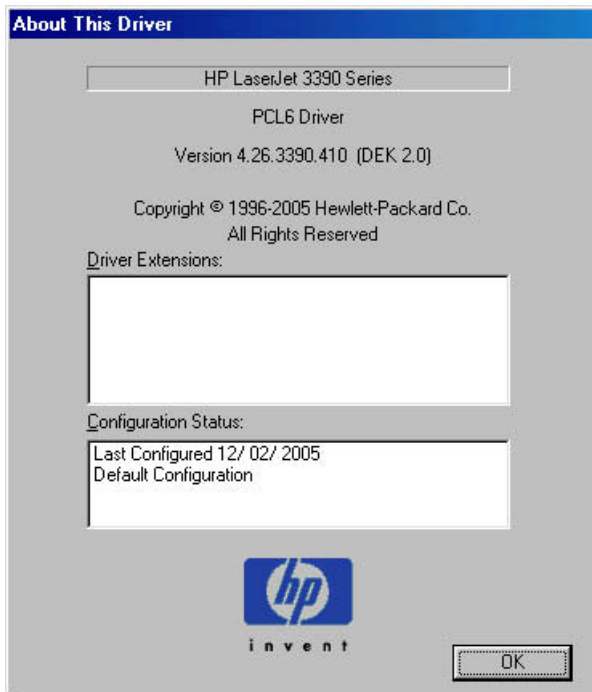 About This Driver
HP LaserJet 3390 Series
PCL6 Driver
Version 4.26.3390.410 (DEK 2.0)
Copyright © 1996-2005 Hewlett-Packard Co.
All Rights Reserved
Driver Extensions:
Configuration Status:
Last Configured 12/ 02/ 2005
Default Configuration
hp
invent
OK